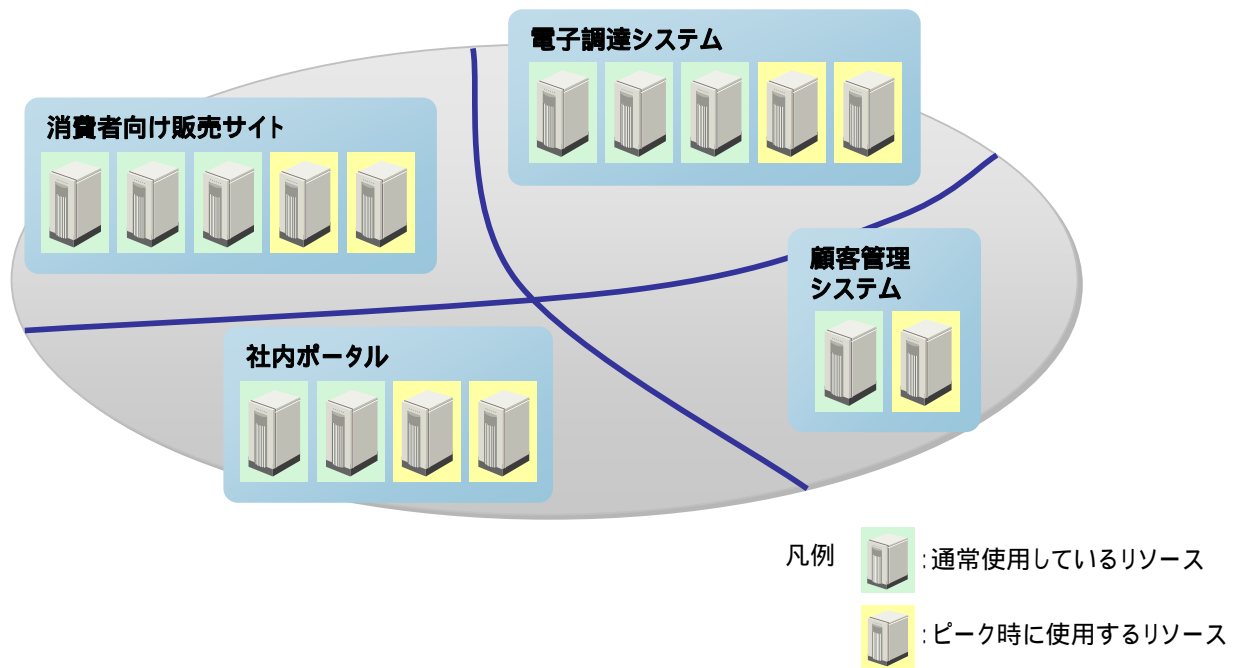 電子調達システム
消費者向け販売サイト
顧客管理
システム
社内ポータル
凡例
:通常使用しているリソース
:ピーク時に使用するリソース